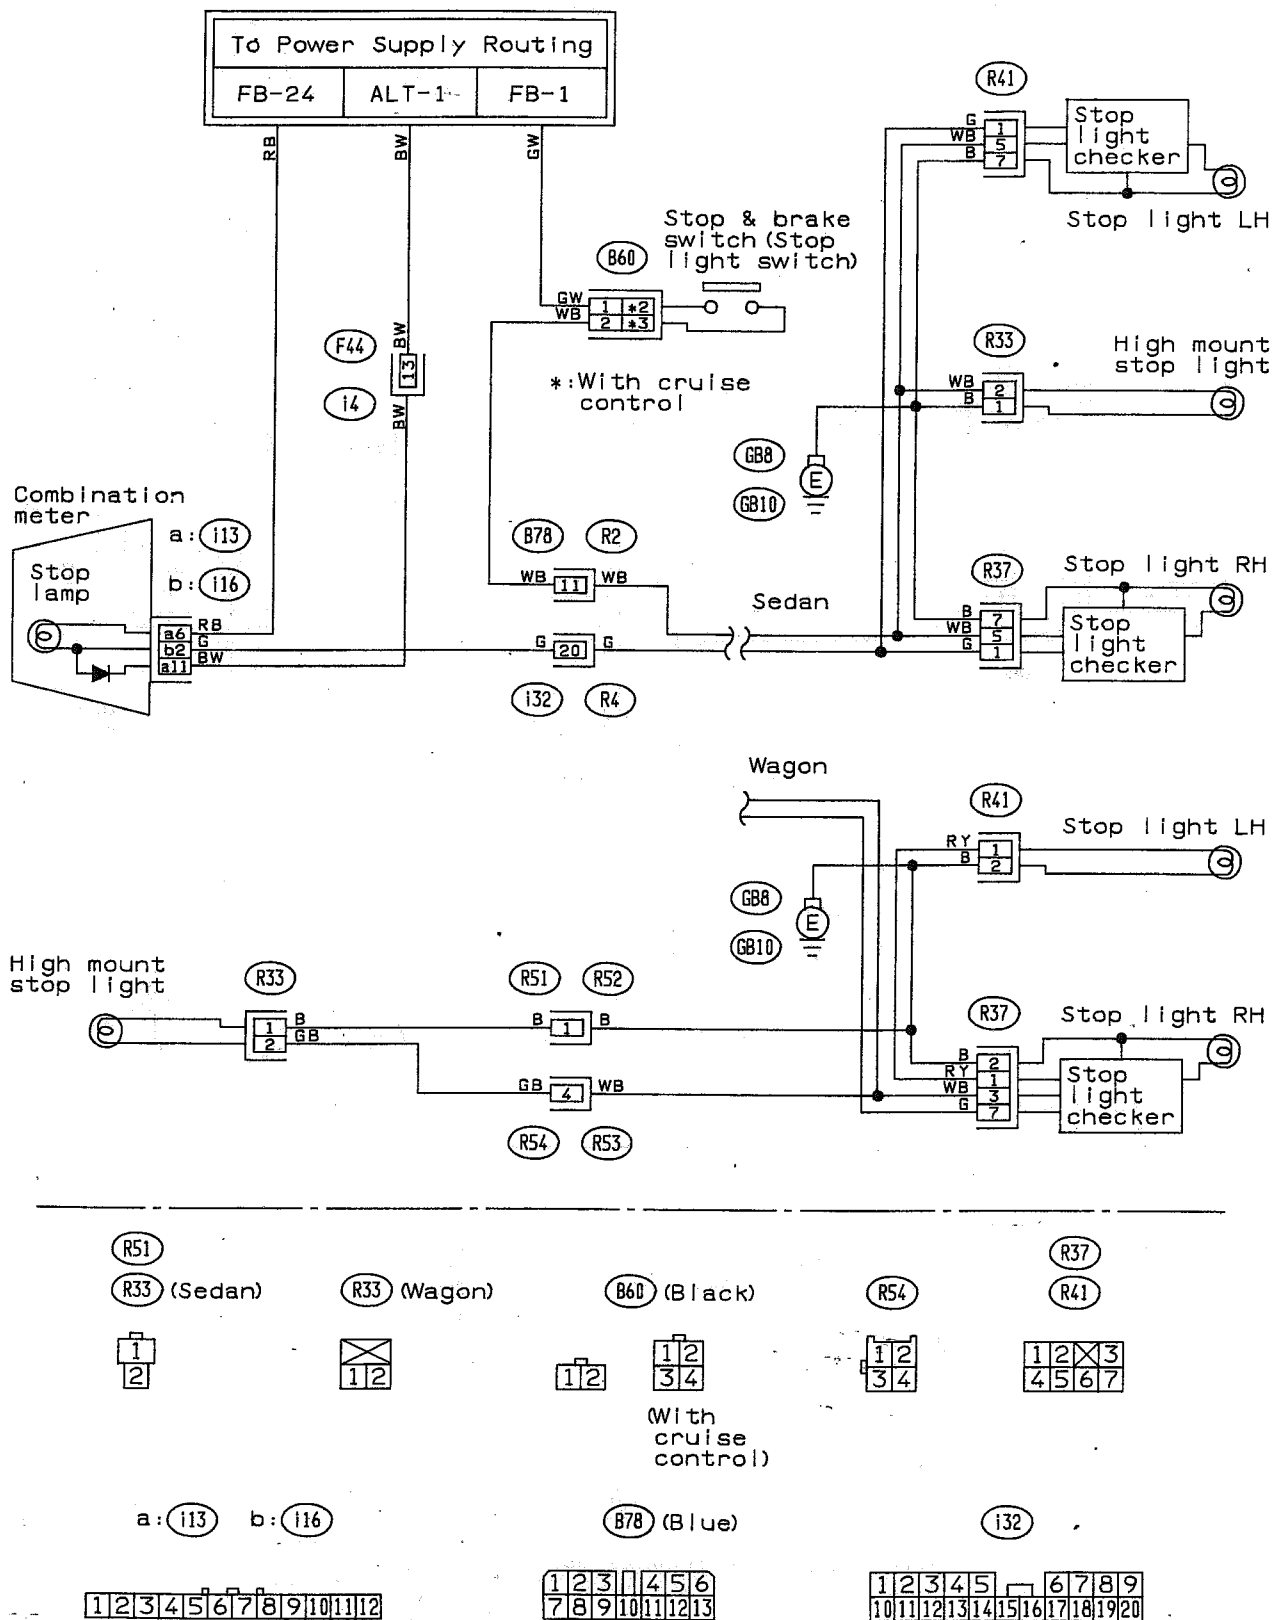 To Power Supply Routing
FB-24 ALT-1 FB-1
RB BW GW
R41
G 1
WB 5
B 7
Stop
light
checker
Stop light LH
Stop & brake
switch (Stop
light switch)
B60
GW 1 *2
WB 2 *3
*:With cruise
control
F44
BW
13
i4
BW
R33
High mount
stop light
WB 2
B 1
GB8
E
GB10
Combination
meter
a: i13
Stop
lamp
b: i16
a6 RB
b2 G
a11 BW
B78 R2
WB 11 WB
Sedan
G 20 G
i32 R4
R37
Stop light RH
B 7
WB 5
G 1
Stop
light
checker
Wagon
R41
Stop light LH
RY 1
B 2
GB8
E
GB10
High mount
stop light
R33
1 B
2 GB
R51 R52
B 1 B
GB 4 WB
R54 R53
R37
Stop light RH
B 2
RY 1
WB 3
G 7
Stop
light
checker
R51
R33 (Sedan)
1
2
R33 (Wagon)
1 2
B60 (Black)
1 2
1 2
3 4
(With
cruise
control)
R54
1 2
3 4
R37
R41
1 2 3
4 5 6 7
a: i13 b: i16
1 2 3 4 5 6 7 8 9 10 11 12
B78 (Blue)
1 2 3 4 5 6
7 8 9 10 11 12 13
i32
1 2 3 4 5 6 7 8 9
10 11 12 13 14 15 16 17 18 19 20